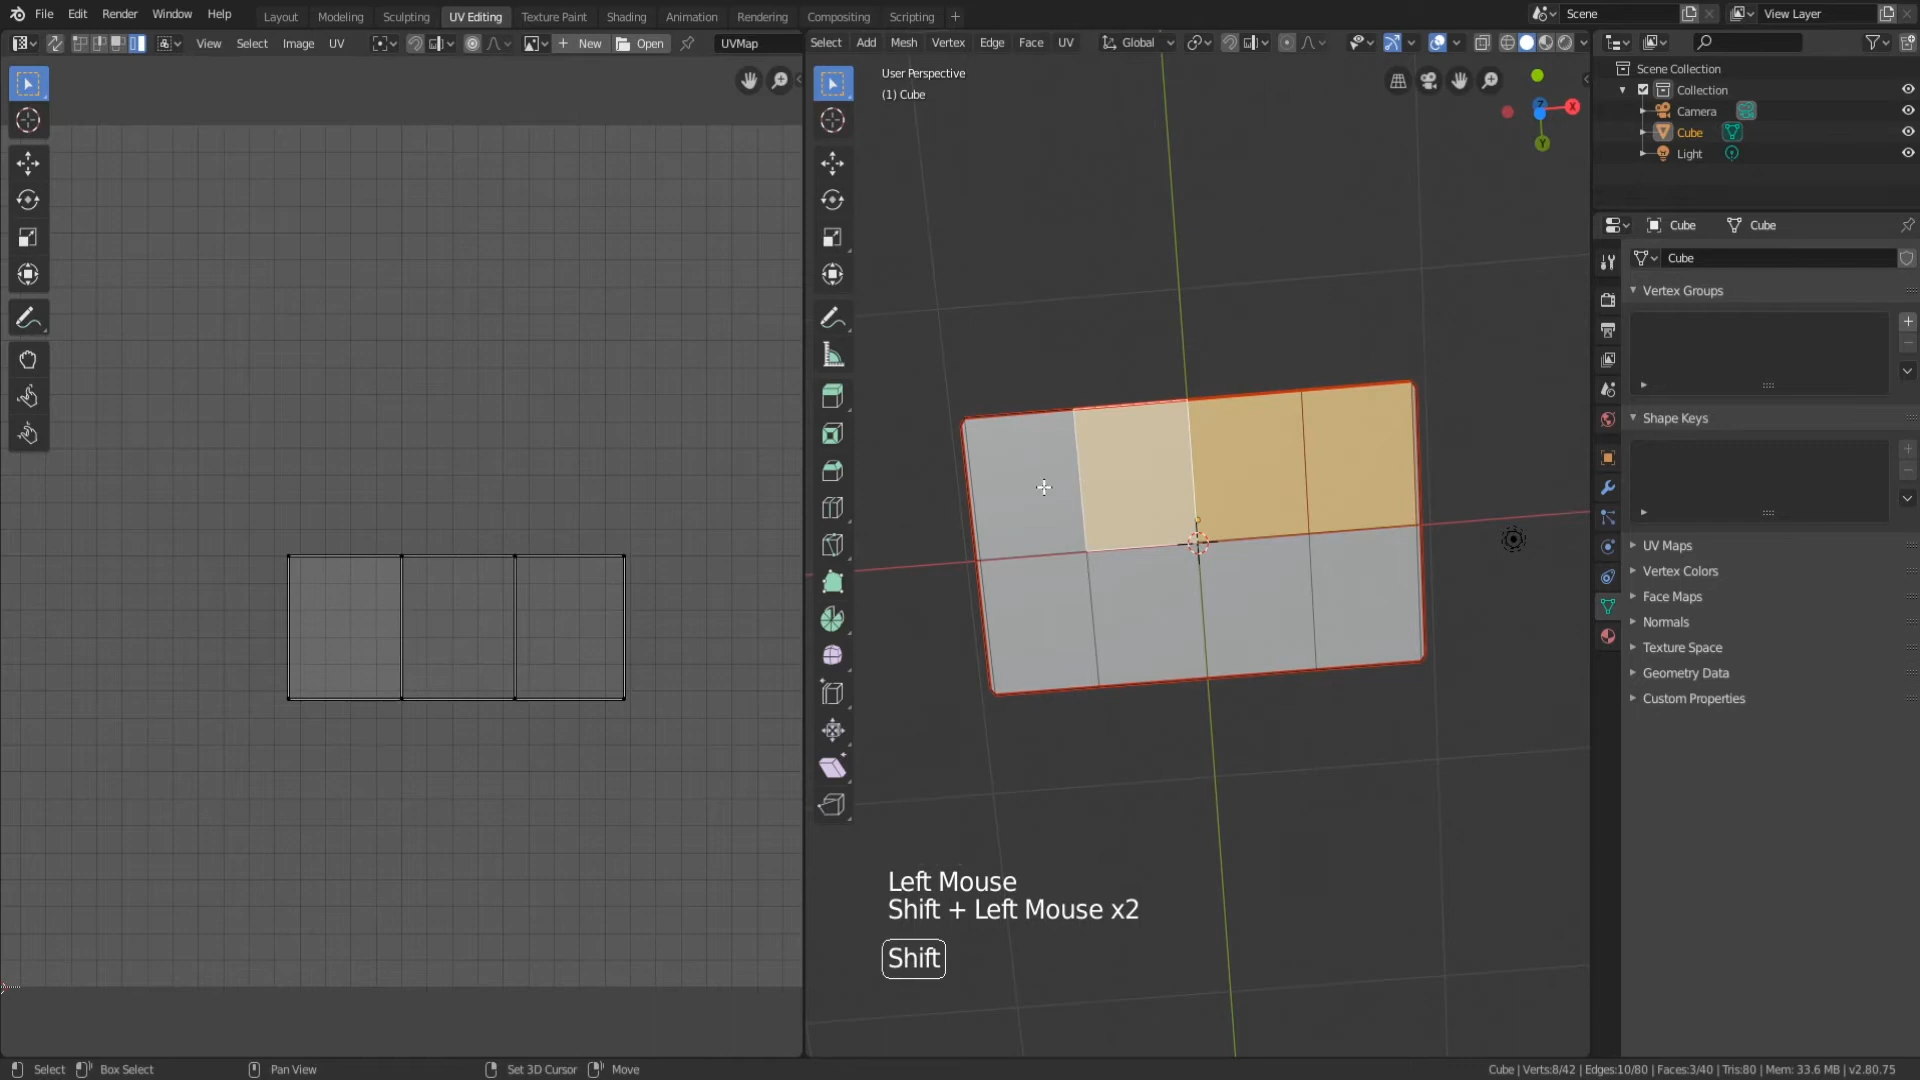 File Edit Render Window Help
Layout Modeling Sculpting UV Editing Texture Paint Shading Animation Rendering Compositing Scripting
Scene
View Layer
View Select Image UV
New
Open
UVMap
Select Add Mesh Vertex Edge Face UV
Global
User Perspective
(1) Cube
X
Y
Z
Scene Collection
Collection
Camera
Cube
Light
Cube
Cube
Cube
Vertex Groups
Shape Keys
UV Maps
Vertex Colors
Face Maps
Normals
Texture Space
Geometry Data
Custom Properties
Left Mouse
Shift + Left Mouse x2
Shift
Select
Box Select
Pan View
Set 3D Cursor
Move
Cube | Verts:8/42 | Edges:10/80 | Faces:3/40 | Tris:80 | Mem: 33.6 MB | v2.80.75